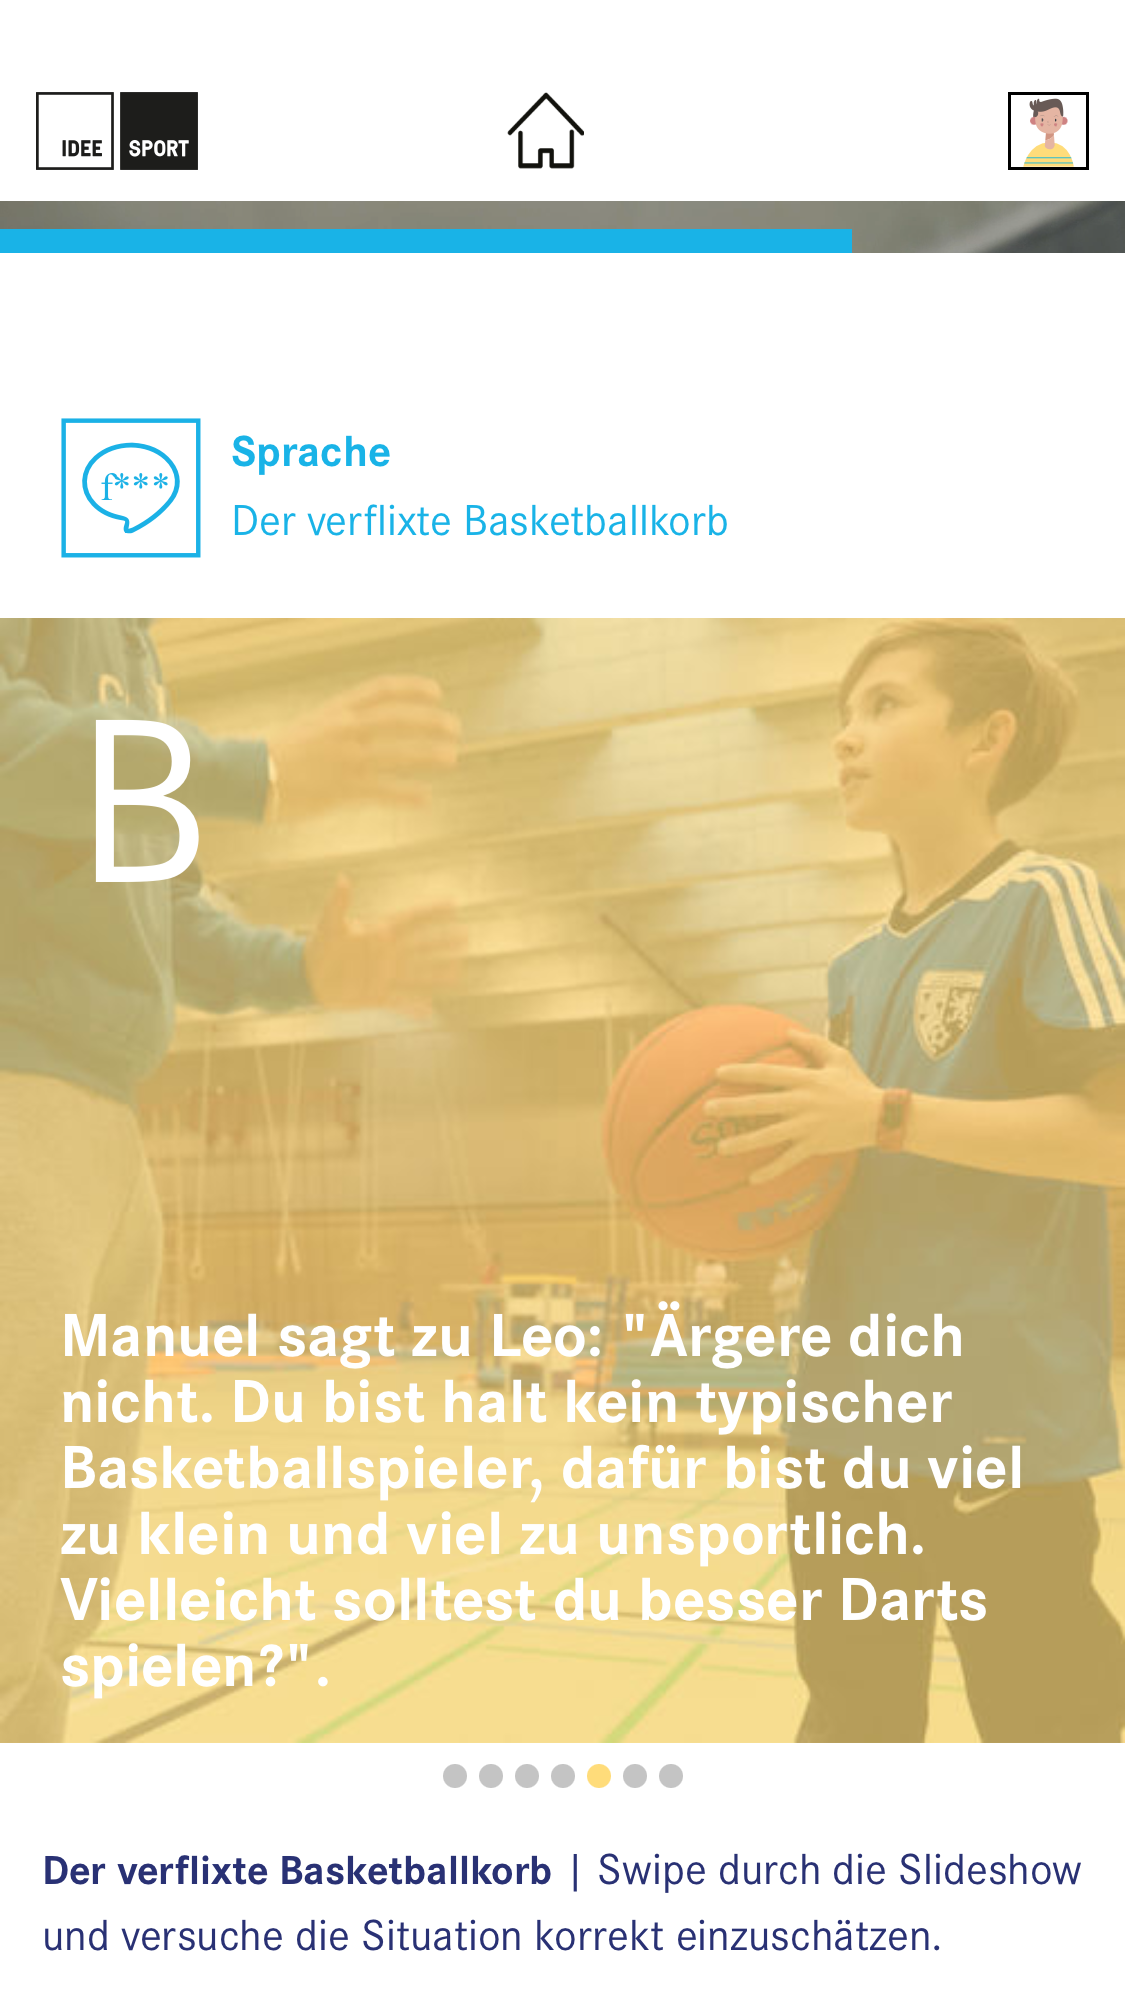 IDEE SPORT
f***
Sprache
Der verflixte Basketballkorb
B
Manuel sagt zu Leo: "Ärgere dich
nicht. Du bist halt kein typischer
Basketballspieler, dafür bist du viel
zu klein und viel zu unsportlich.
Vielleicht solltest du besser Darts
spielen?".
Der verflixte Basketballkorb | Swipe durch die Slideshow
und versuche die Situation korrekt einzuschätzen.